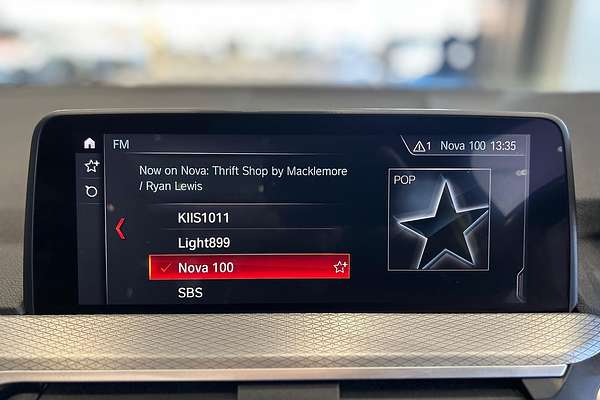 FM
1 Nova 100 13:35
Now on Nova: Thrift Shop by Macklemore
/ Ryan Lewis
POP
KIIS1011
Light899
Nova 100
SBS